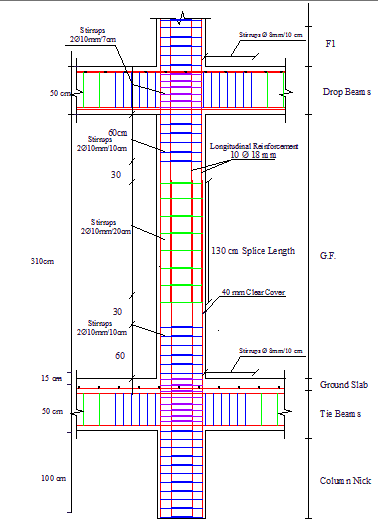 Stirrups
2Ø10mm/7cm
Stirrups Ø 8mm/10 cm
F1
50 cm
Drop Beams
60cm
Stirrups
2Ø10mm/10cm
Longitudinal Reinforcement
10 Ø 18 mm
30
Stirrups
2Ø10mm/20cm
130 cm Splice Length
310cm
G.F.
40 mm Clear Cover
30
Stirrups
2Ø10mm/10cm
60
Stirrups Ø 8mm/10 cm
15 cm
Ground Slab
50 cm
Tie Beams
100 cm
Column Nick